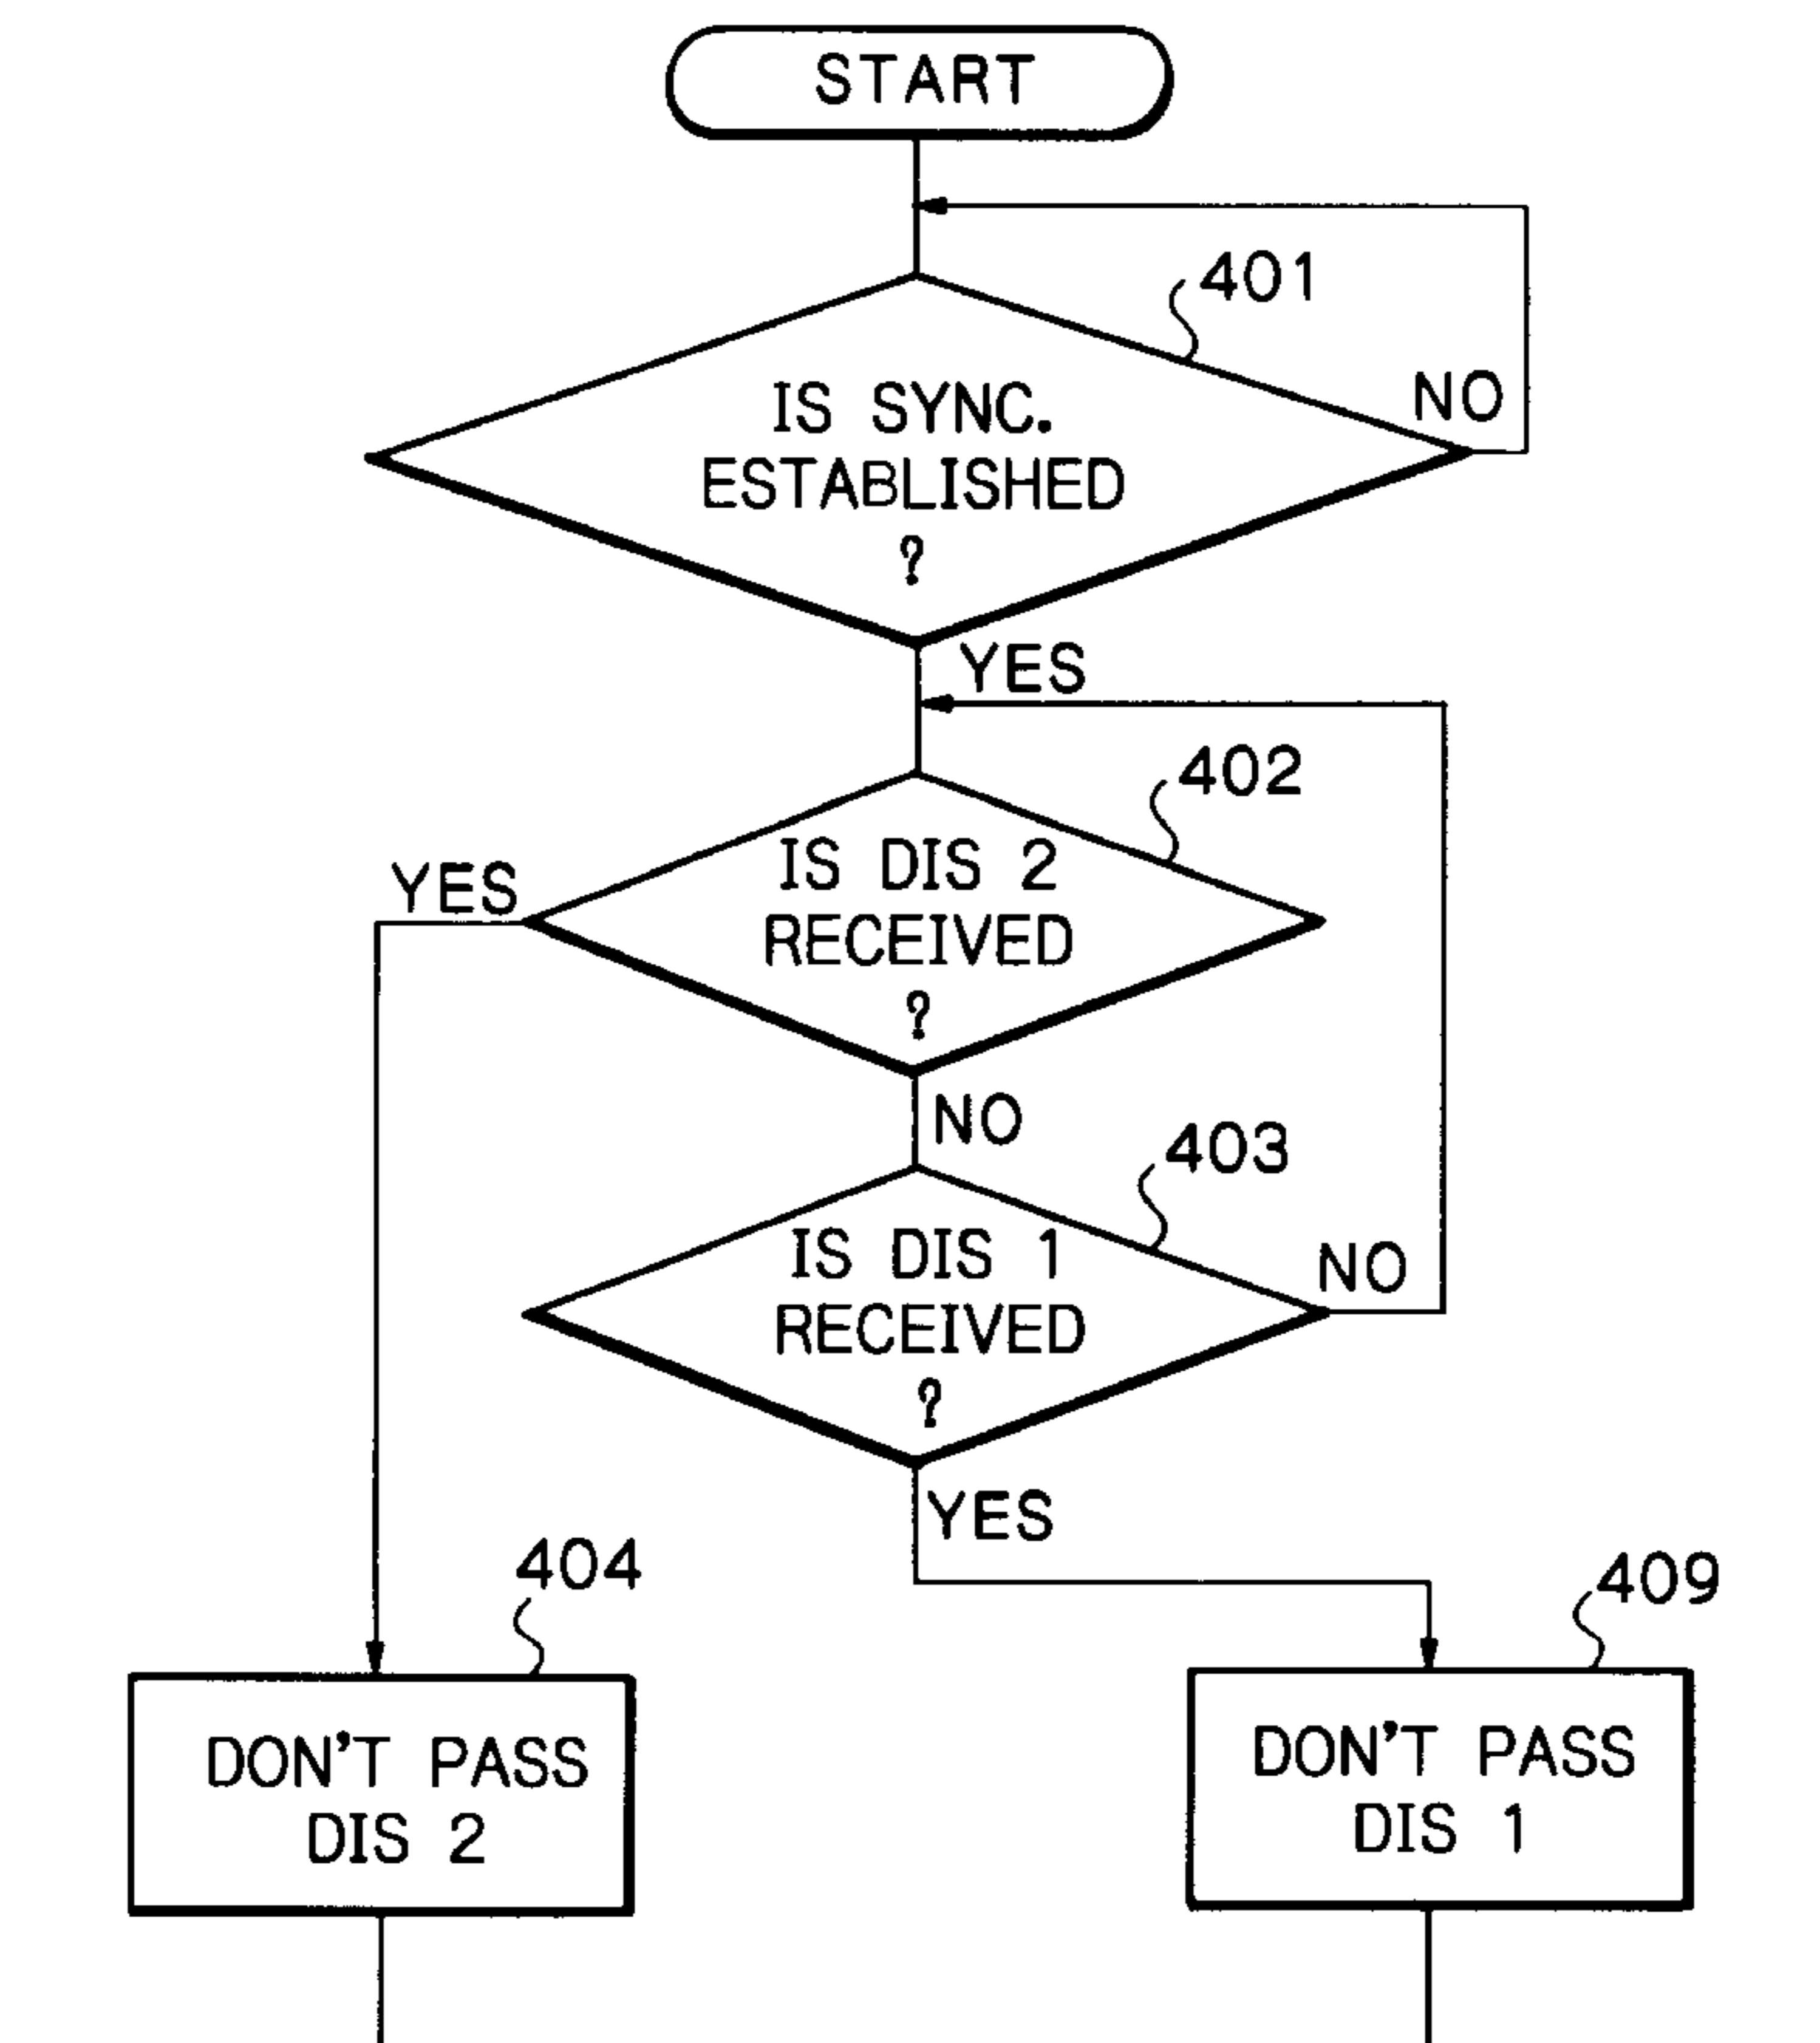 START
401
NO
IS SYNC.
ESTABLISHED
?
YES
402
IS DIS 2
RECEIVED
?
YES
NO
403
IS DIS 1
RECEIVED
?
NO
YES
404
409
DON'T PASS
DIS 2
DON'T PASS
DIS 1